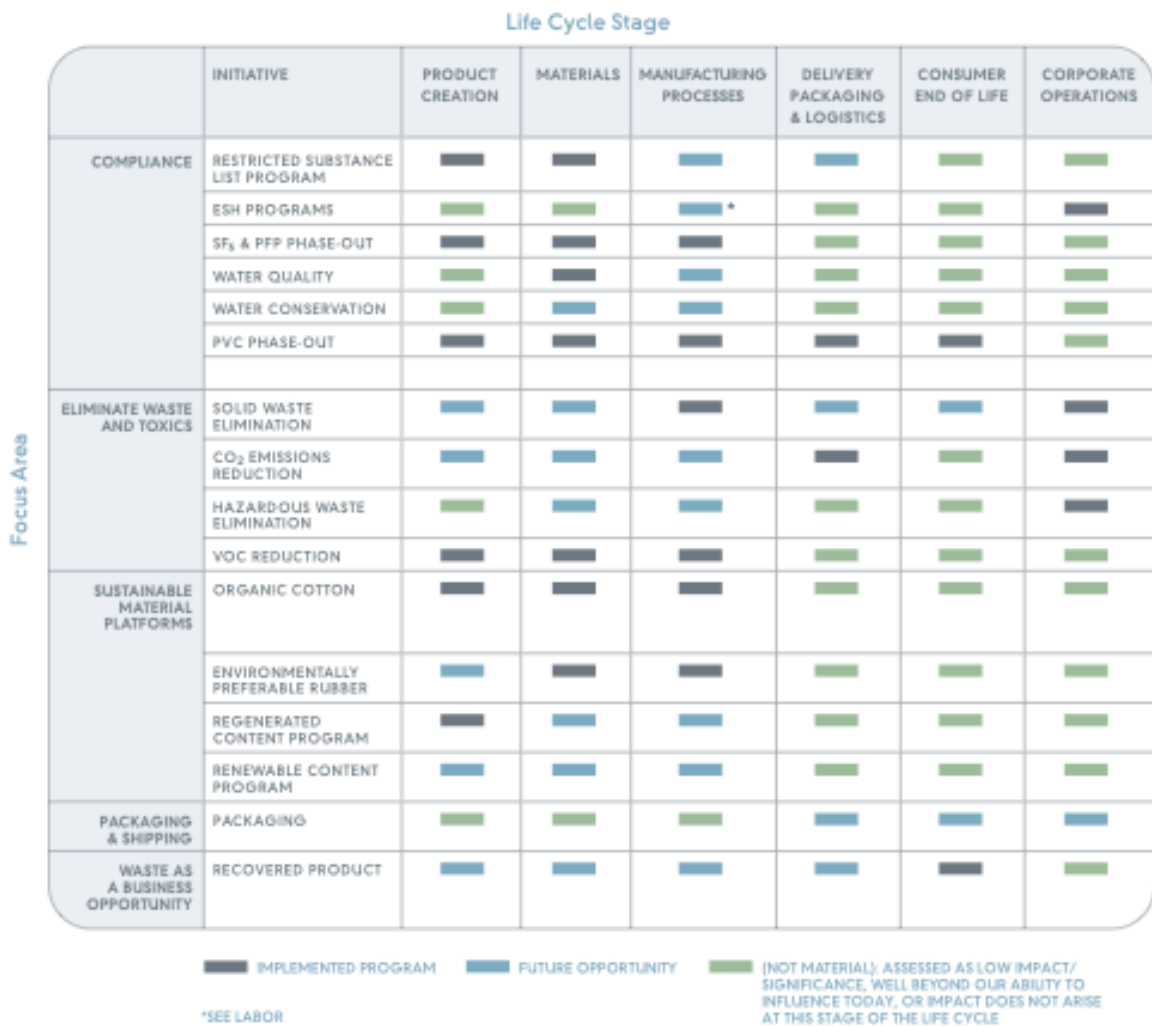 Life Cycle Stage
INITIATIVE
PRODUCT
CREATION
MATERIALS
MANUFACTURING
PROCESSES
DELIVERY
PACKAGING
& LOGISTICS
CONSUMER
END OF LIFE
CORPORATE
OPERATIONS
Focus Area
COMPLIANCE
RESTRICTED SUBSTANCE
LIST PROGRAM
ESH PROGRAMS
*
SF₆ & PFP PHASE-OUT
WATER QUALITY
WATER CONSERVATION
PVC PHASE-OUT
ELIMINATE WASTE
AND TOXICS
SOLID WASTE
ELIMINATION
CO₂ EMISSIONS
REDUCTION
HAZARDOUS WASTE
ELIMINATION
VOC REDUCTION
SUSTAINABLE
MATERIAL
PLATFORMS
ORGANIC COTTON
ENVIRONMENTALLY
PREFERABLE RUBBER
REGENERATED
CONTENT PROGRAM
RENEWABLE CONTENT
PROGRAM
PACKAGING
& SHIPPING
PACKAGING
WASTE AS
A BUSINESS
OPPORTUNITY
RECOVERED PRODUCT
IMPLEMENTED PROGRAM
FUTURE OPPORTUNITY
(NOT MATERIAL): ASSESSED AS LOW IMPACT/
SIGNIFICANCE, WELL BEYOND OUR ABILITY TO
INFLUENCE TODAY, OR IMPACT DOES NOT ARISE
AT THIS STAGE OF THE LIFE CYCLE
*SEE LABOR